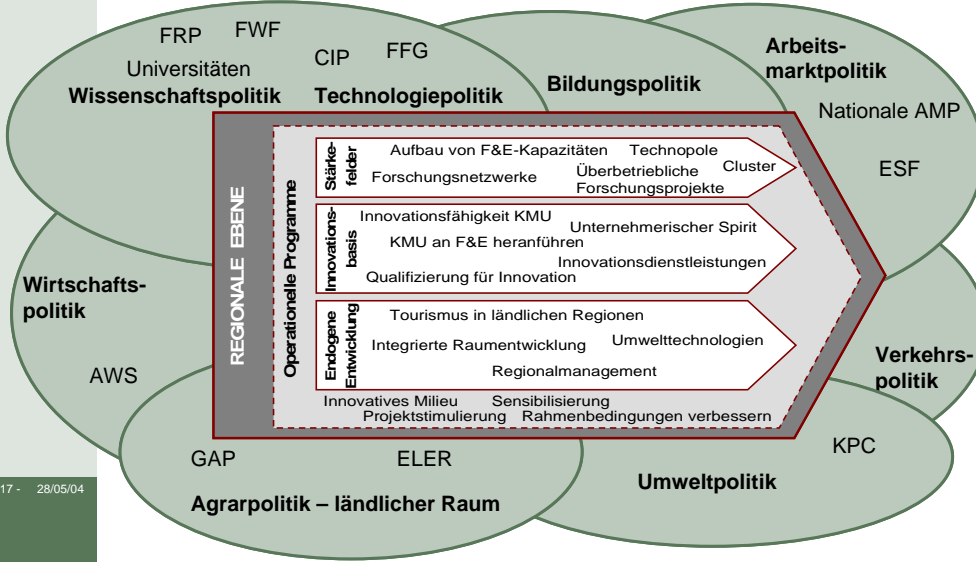 FRP FWF
CIP FFG
Universitäten
Wissenschaftspolitik Technologiepolitik
Bildungspolitik
Arbeits-
marktpolitik
Nationale AMP
ESF
REGIONALE EBENE
Operationelle Programme
Stärke-
felder
Aufbau von F&E-Kapazitäten Technopole
Forschungsnetzwerke
Überbetriebliche
Forschungsprojekte
Cluster
Innovations-
basis
Innovationsfähigkeit KMU
Unternehmerischer Spirit
KMU an F&E heranführen
Innovationsdienstleistungen
Qualifizierung für Innovation
Endogene
Entwicklung
Tourismus in ländlichen Regionen
Integrierte Raumentwicklung
Umwelttechnologien
Regionalmanagement
Innovatives Milieu Sensibilisierung
Projektstimulierung Rahmenbedingungen verbessern
Wirtschafts-
politik
AWS
Verkehrs-
politik
GAP ELER
Agrarpolitik – ländlicher Raum
KPC
Umweltpolitik
17 - 28/05/04